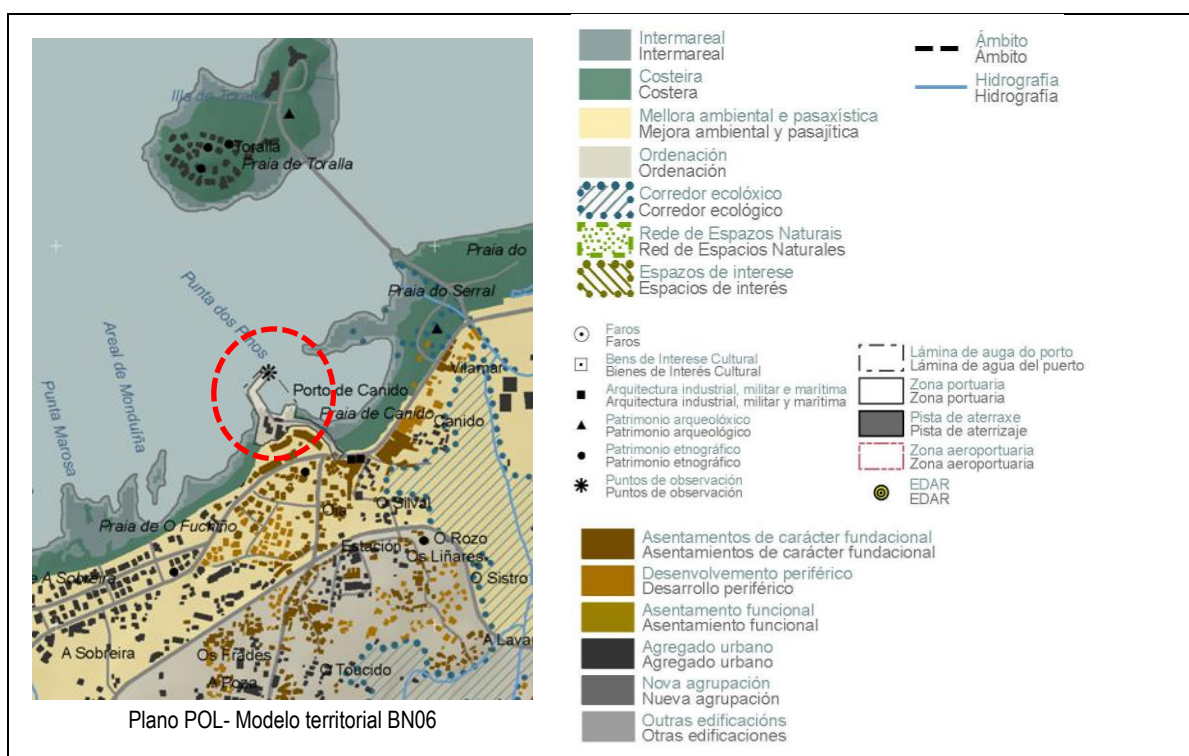 Illa de Toralla
Toralla
Praia de Toralla
Praia do
Praia do Serral
Punta dos Pinos
Areal de Monduíña
Punta Marosa
Vilamar
Porto de Canido
Praia de Canido
Canido
Praia de O Fuchiño
Oia
O Silval
Estación
O Rozo
Os Liñares
O Sistro
e A Sobreira
A Sobreira
Os Frades
A Poza
O Toucido
A Lava
Plano POL- Modelo territorial BN06
Intermareal
Intermareal
Costeira
Costera
Mellora ambiental e pasaxística
Mejora ambiental y pasajítica
Ordenación
Ordenación
Corredor ecolóxico
Corredor ecológico
Rede de Espazos Naturais
Red de Espacios Naturales
Espazos de interese
Espacios de interés
Ámbito
Ámbito
Hidrografía
Hidrografía
Faros
Faros
Bens de Interese Cultural
Bienes de Interés Cultural
Arquitectura industrial, militar e marítima
Arquitectura industrial, militar y marítima
Patrimonio arqueolóxico
Patrimonio arqueológico
Patrimonio etnográfico
Patrimonio etnográfico
Puntos de observación
Puntos de observación
Lámina de auga do porto
Lámina de agua del puerto
Zona portuaria
Zona portuaria
Pista de aterraxe
Pista de aterrizaje
Zona aeroportuaria
Zona aeroportuaria
EDAR
EDAR
Asentamentos de carácter fundacional
Asentamientos de carácter fundacional
Desenvolvemento periférico
Desarrollo periférico
Asentamento funcional
Asentamiento funcional
Agregado urbano
Agregado urbano
Nova agrupación
Nueva agrupación
Outras edificacións
Otras edificaciones